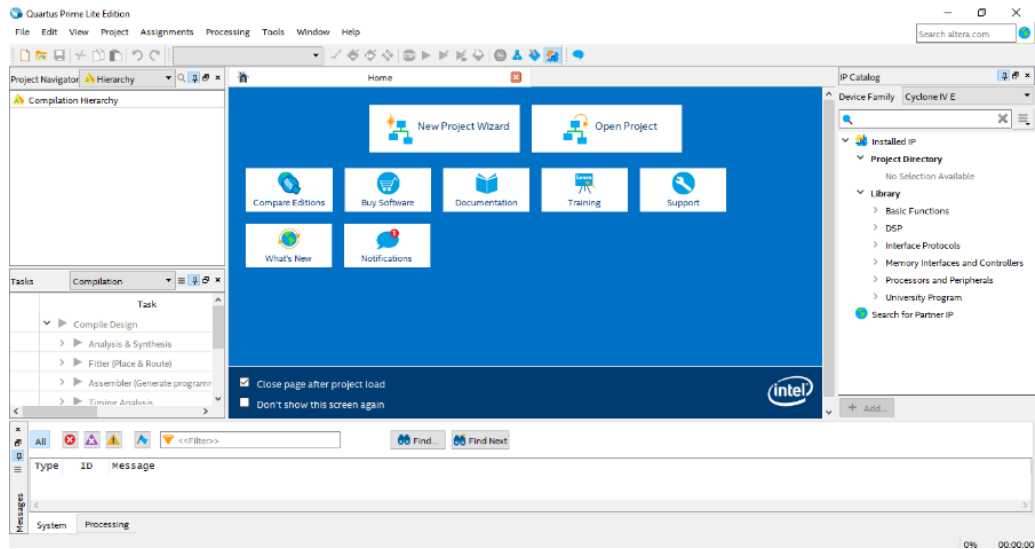 Quartus Prime Lite Edition
File Edit View Project Assignments Processing Tools Window Help
Search altera.com
Project Navigator Hierarchy
Home
IP Catalog
Compilation Hierarchy
Device Family Cyclone IV E
New Project Wizard
Open Project
Installed IP
Project Directory
No Selection Available
Library
Basic Functions
DSP
Interface Protocols
Memory Interfaces and Controllers
Processors and Peripherals
University Program
Search for Partner IP
Learn
Compare Editions
Buy Software
Documentation
Training
Support
1
What's New
Notifications
Tasks Compilation
Task
Compile Design
Analysis & Synthesis
Fitter (Place & Route)
Assembler (Generate programr
Timing Analysis
Close page after project load
Don't show this screen again
intel
+ Add...
All
<<Filter>>
Find...
Find Next
Type ID Message
Messages
System Processing
0% 00:00:00